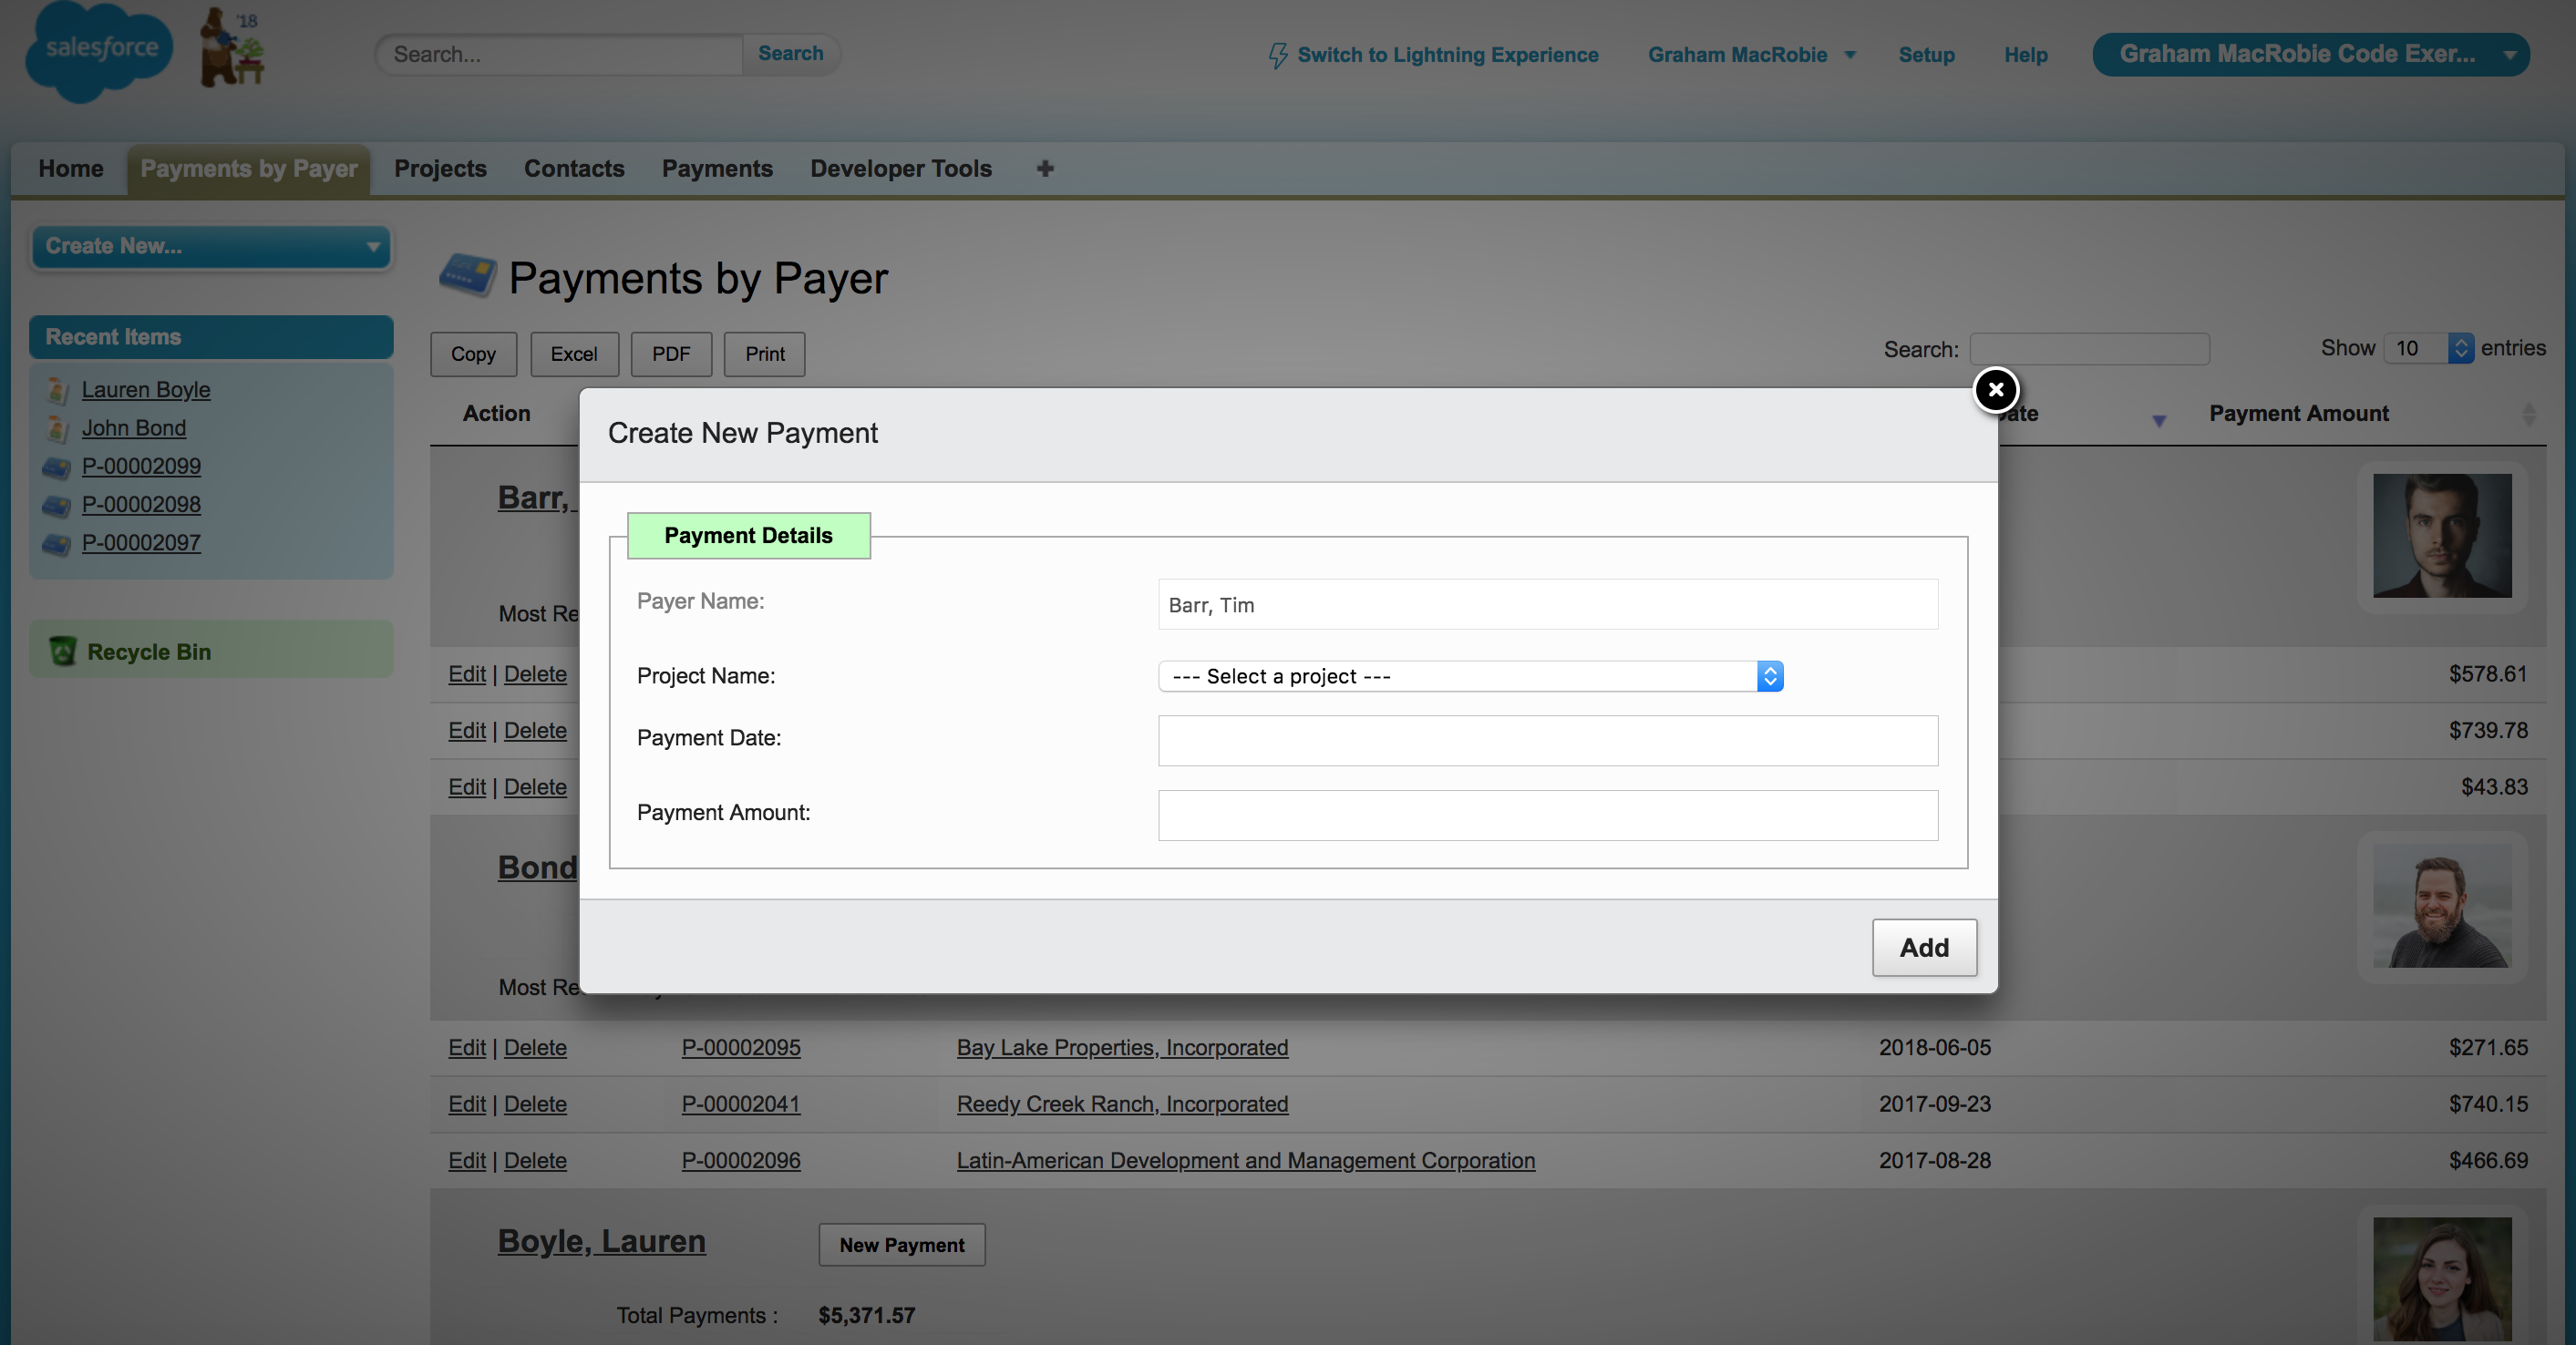 salesforce
'18
Search...
Search
Switch to Lightning Experience
Graham MacRobie
Setup
Help
Graham MacRobie Code Exer...
Home
Payments by Payer
Projects
Contacts
Payments
Developer Tools
Create New...
Recent Items
Lauren Boyle
John Bond
P-00002099
P-00002098
P-00002097
Recycle Bin
Payments by Payer
Copy
Excel
PDF
Print
Search:
Show 10 entries
Action
Payment Amount
Create New Payment
Payment Details
Payer Name:
Barr, Tim
Project Name:
--- Select a project ---
Payment Date:
Payment Amount:
Add
Barr,
Most Re
Edit | Delete
$578.61
Edit | Delete
$739.78
Edit | Delete
$43.83
Bond
Most Re
Edit | Delete P-00002095 Bay Lake Properties, Incorporated 2018-06-05 $271.65
Edit | Delete P-00002041 Reedy Creek Ranch, Incorporated 2017-09-23 $740.15
Edit | Delete P-00002096 Latin-American Development and Management Corporation 2017-08-28 $466.69
Boyle, Lauren
New Payment
Total Payments : $5,371.57